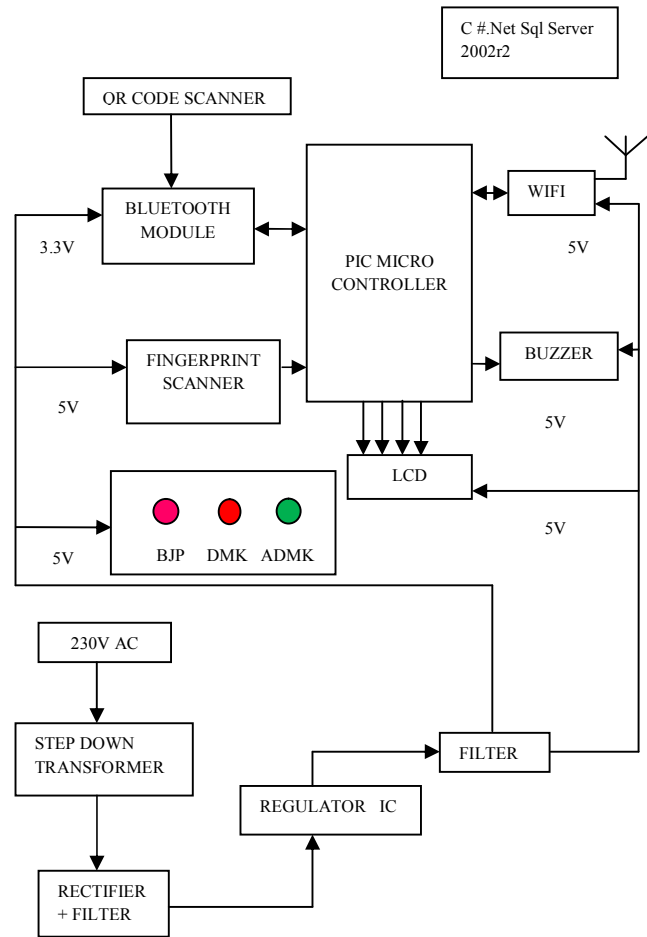 C #.Net Sql Server
2002r2
QR CODE SCANNER
BLUETOOTH
MODULE
WIFI
3.3V
5V
PIC MICRO
CONTROLLER
FINGERPRINT
SCANNER
BUZZER
5V
5V
LCD
5V
BJP DMK ADMK
5V
230V AC
STEP DOWN
TRANSFORMER
FILTER
REGULATOR IC
RECTIFIER
+ FILTER